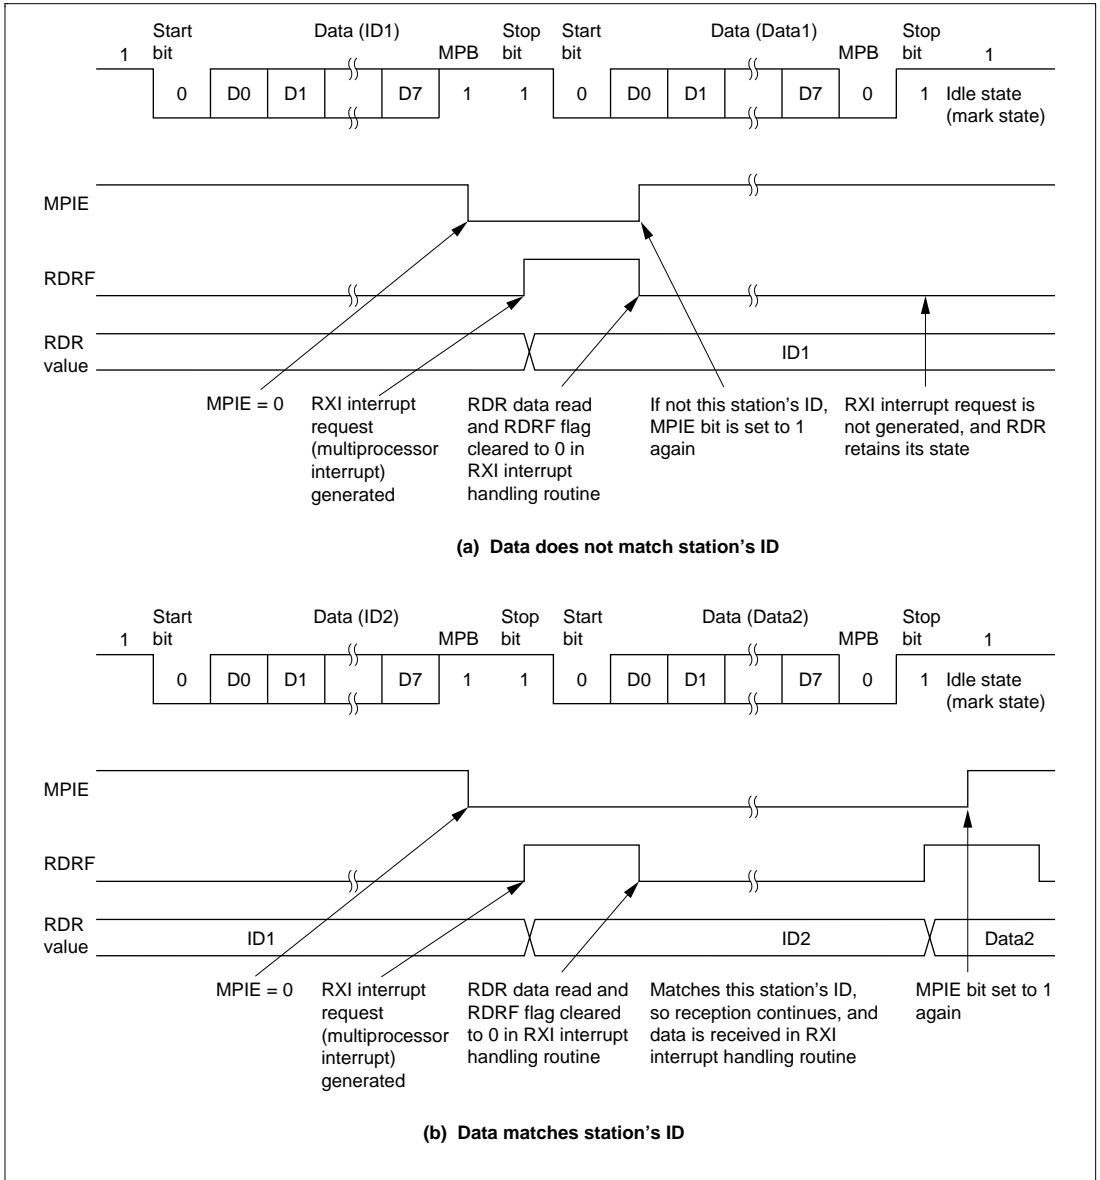 Start Data (ID1) Stop Start Data (Data1) Stop
1 bit MPB bit bit MPB bit 1
0 D0 D1 D7 1 1 0 D0 D1 D7 0 1 Idle state
(mark state)
MPIE
RDRF
RDR
value
ID1
MPIE = 0
RXI interrupt
request
(multiprocessor
interrupt)
generated
RDR data read
and RDRF flag
cleared to 0 in
RXI interrupt
handling routine
If not this station's ID,
MPIE bit is set to 1
again
RXI interrupt request is
not generated, and RDR
retains its state
(a) Data does not match station's ID
Start Data (ID2) Stop Start Data (Data2) Stop
1 bit MPB bit bit MPB bit 1
0 D0 D1 D7 1 1 0 D0 D1 D7 0 1 Idle state
(mark state)
MPIE
RDRF
RDR
value
ID1 ID2 Data2
MPIE = 0
RXI interrupt
request
(multiprocessor
interrupt)
generated
RDR data read and
RDRF flag cleared
to 0 in RXI interrupt
handling routine
Matches this station's ID,
so reception continues, and
data is received in RXI
interrupt handling routine
MPIE bit set to 1
again
(b) Data matches station's ID